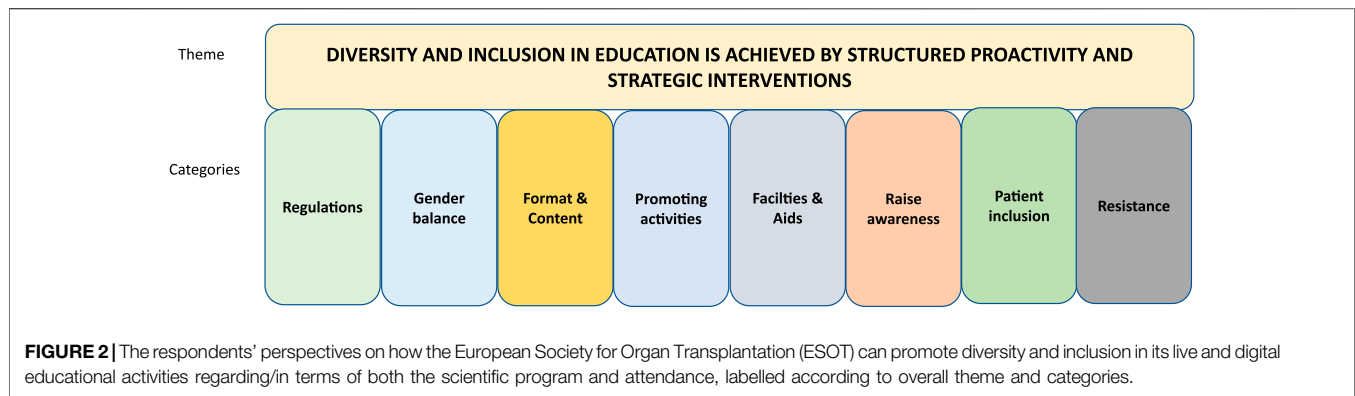 Theme
DIVERSITY AND INCLUSION IN EDUCATION IS ACHIEVED BY STRUCTURED PROACTIVITY AND
STRATEGIC INTERVENTIONS
Categories
Regulations
Gender
balance
Format &
Content
Promoting
activities
Facilties &
Aids
Raise
awareness
Patient
inclusion
Resistance
FIGURE 2 | The respondents' perspectives on how the European Society for Organ Transplantation (ESOT) can promote diversity and inclusion in its live and digital
educational activities regarding/in terms of both the scientific program and attendance, labelled according to overall theme and categories.